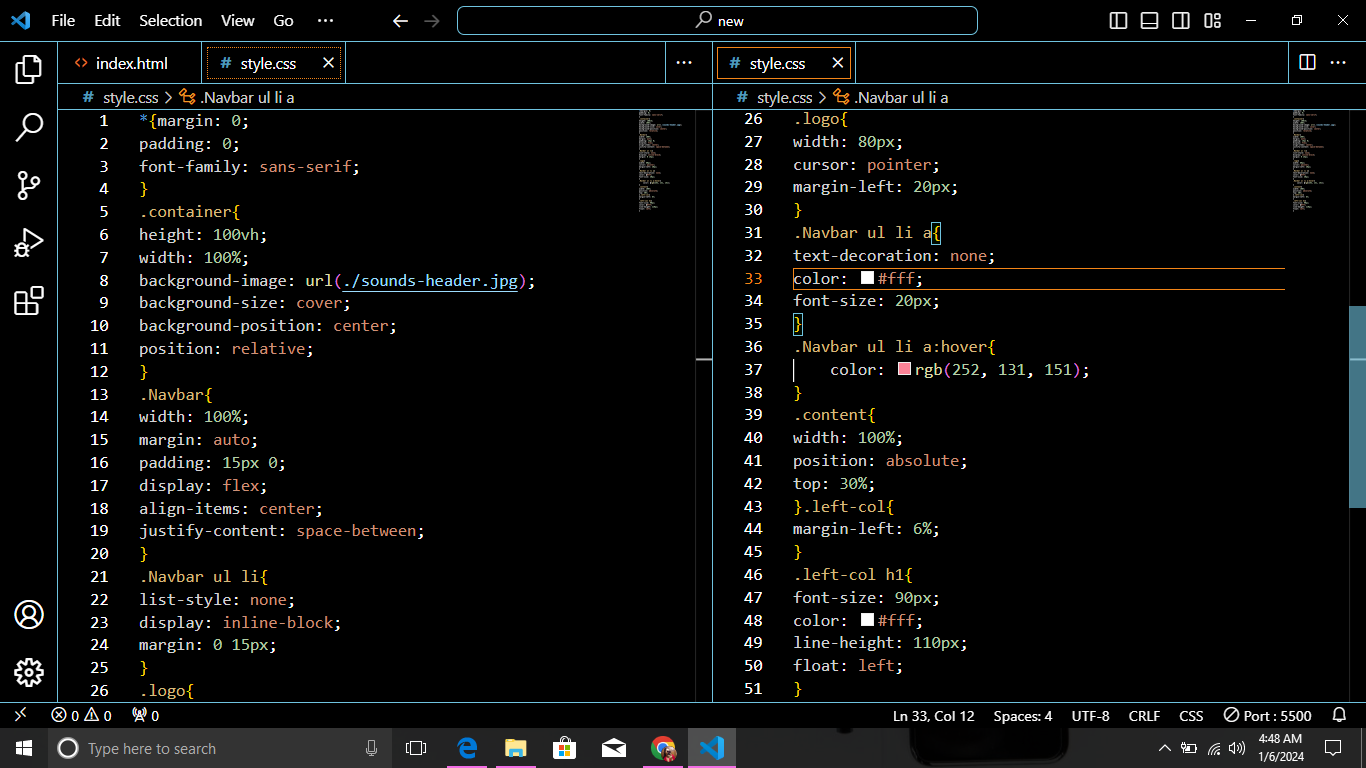 File Edit Selection View Go ··· new
index.html
style.css
style.css
style.css > .Navbar ul li a
style.css > .Navbar ul li a
1 *{margin: 0;
2 padding: 0;
3 font-family: sans-serif;
4 }
5 .container{
6 height: 100vh;
7 width: 100%;
8 background-image: url(./sounds-header.jpg);
9 background-size: cover;
10 background-position: center;
11 position: relative;
12 }
13 .Navbar{
14 width: 100%;
15 margin: auto;
16 padding: 15px 0;
17 display: flex;
18 align-items: center;
19 justify-content: space-between;
20 }
21 .Navbar ul li{
22 list-style: none;
23 display: inline-block;
24 margin: 0 15px;
25 }
26 .logo{
26 .logo{
27 width: 80px;
28 cursor: pointer;
29 margin-left: 20px;
30 }
31 .Navbar ul li a{
32 text-decoration: none;
33 color: #fff;
34 font-size: 20px;
35 }
36 .Navbar ul li a:hover{
37 color: rgb(252, 131, 151);
38 }
39 .content{
40 width: 100%;
41 position: absolute;
42 top: 30%;
43 }.left-col{
44 margin-left: 6%;
45 }
46 .left-col h1{
47 font-size: 90px;
48 color: #fff;
49 line-height: 110px;
50 float: left;
51 }
0 0 0 Ln 33, Col 12 Spaces: 4 UTF-8 CRLF CSS Port : 5500
Type here to search
4:48 AM
1/6/2024